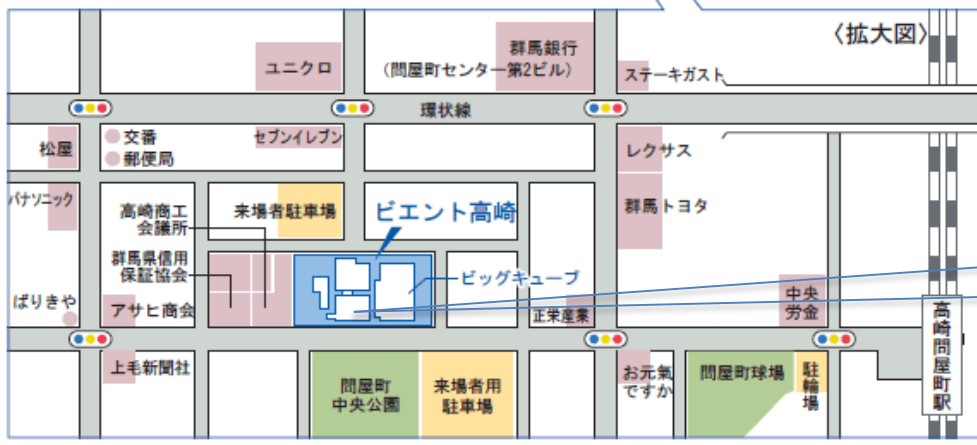 〈拡大図〉
ユニクロ
群馬銀行
(問屋町センター第2ビル)
ステーキガスト
環状線
松屋
交番
郵便局
セブンイレブン
レクサス
パナソニック
高崎商工
会議所
来場者駐車場
ビエント高崎
群馬トヨタ
群馬県信用
保証協会
ビッグキューブ
ばりきや
アサヒ商会
正栄産業
中央
労金
高崎問屋町駅
上毛新聞社
問屋町
中央公園
来場者用
駐車場
お元氣
ですか
問屋町球場
駐輪場